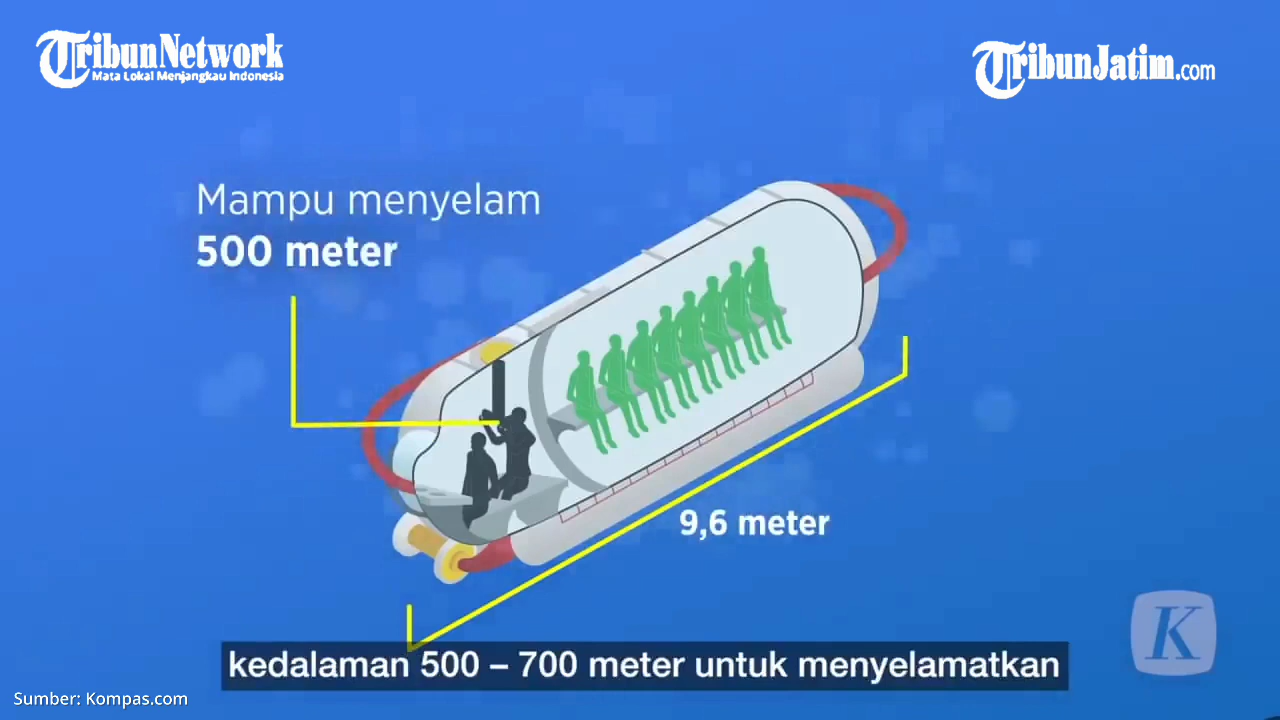 TribunNetwork
Mata Lokal Menjangkau Indonesia
TribunJatim.com
Mampu menyelam
500 meter
9,6 meter
K
kedalaman 500 – 700 meter untuk menyelamatkan
Sumber: Kompas.com